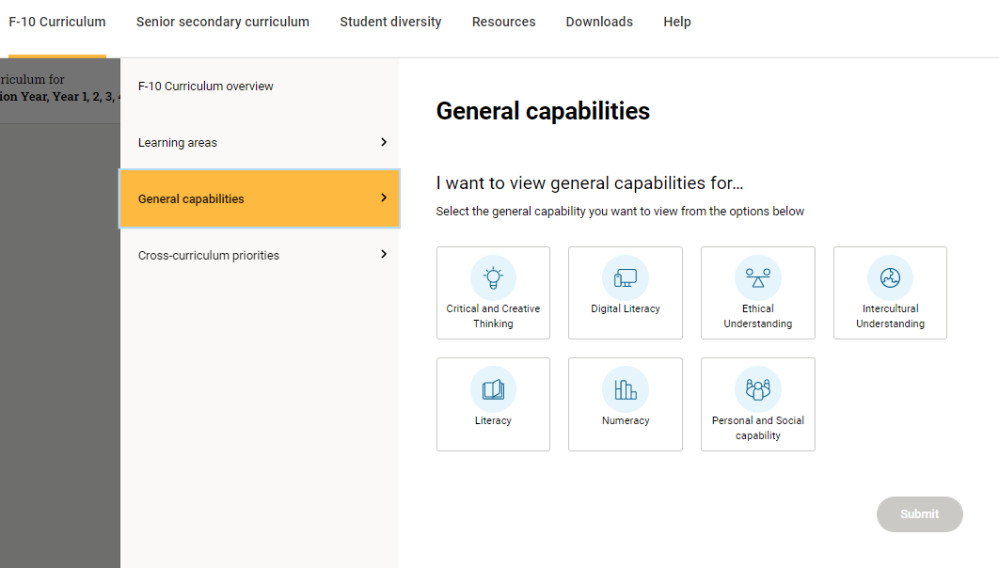 F-10 Curriculum Senior secondary curriculum Student diversity Resources Downloads Help
riculum for
ion Year, Year 1, 2, 3,
F-10 Curriculum overview
Learning areas
General capabilities
Cross-curriculum priorities
General capabilities
I want to view general capabilities for...
Select the general capability you want to view from the options below
Critical and Creative
Thinking
Digital Literacy
Ethical
Understanding
Intercultural
Understanding
Literacy
Numeracy
Personal and Social
capability
Submit